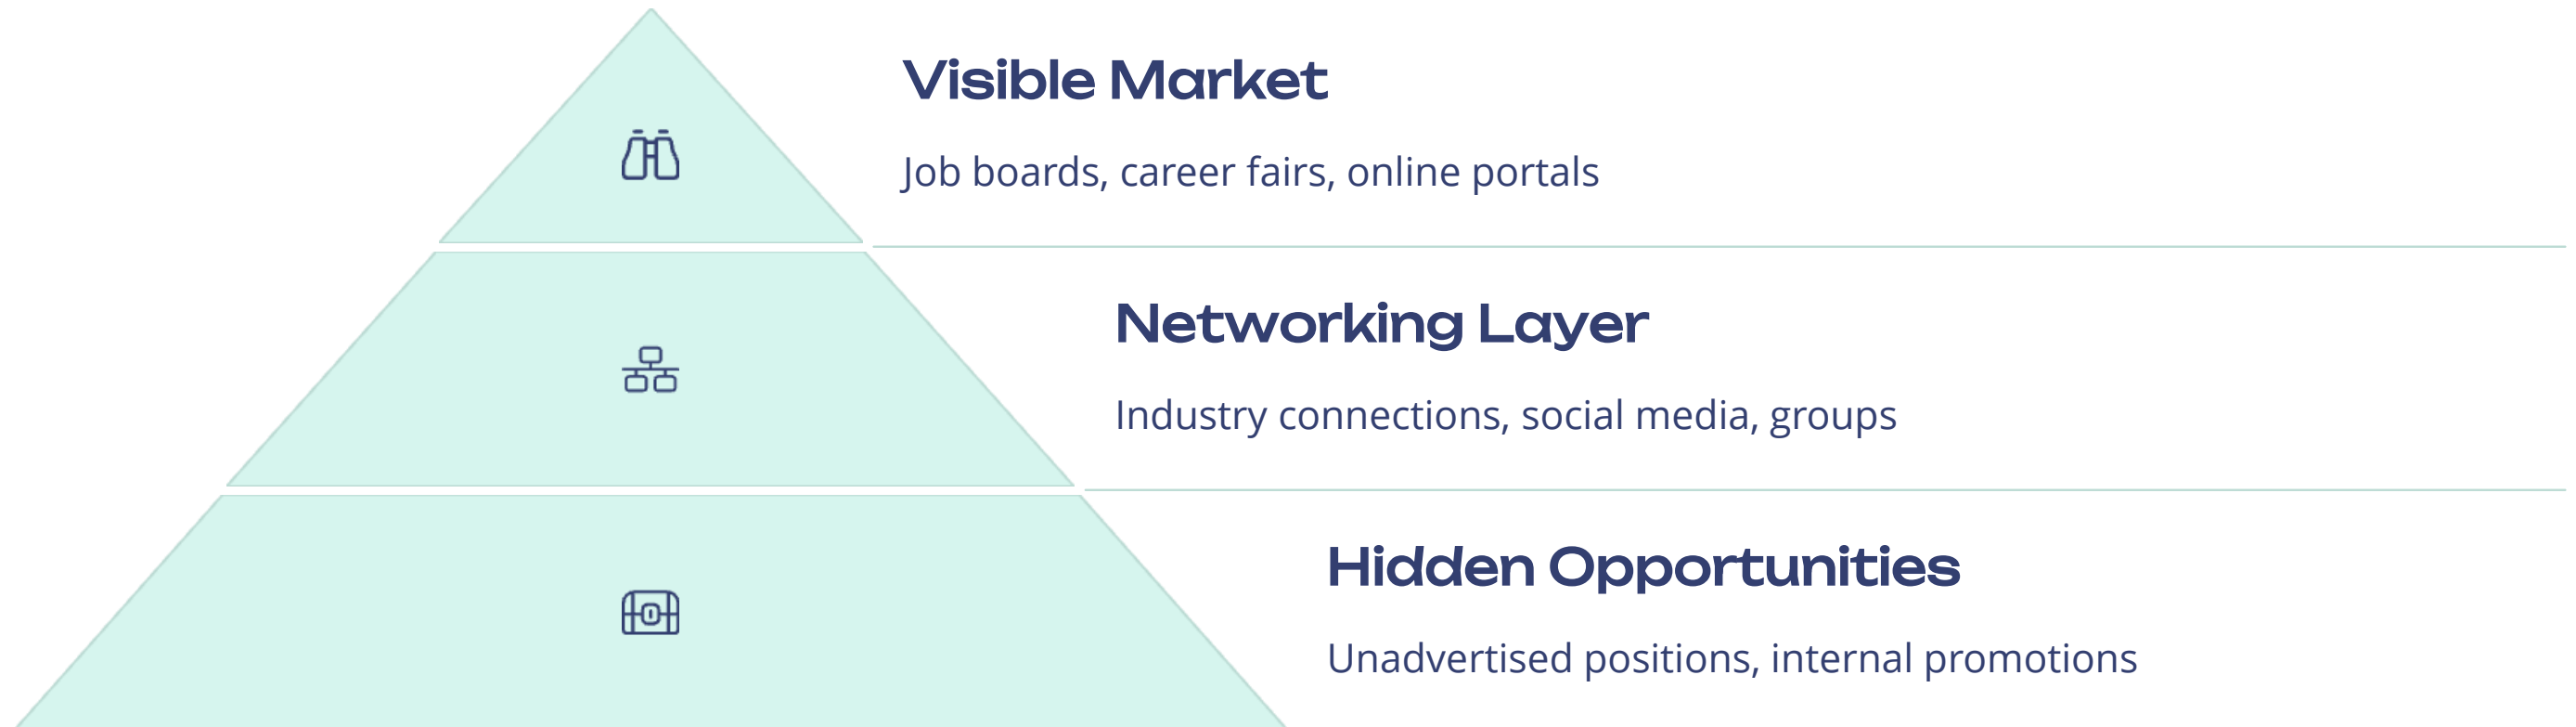 Visible Market
Job boards, career fairs, online portals
Networking Layer
Industry connections, social media, groups
Hidden Opportunities
Unadvertised positions, internal promotions